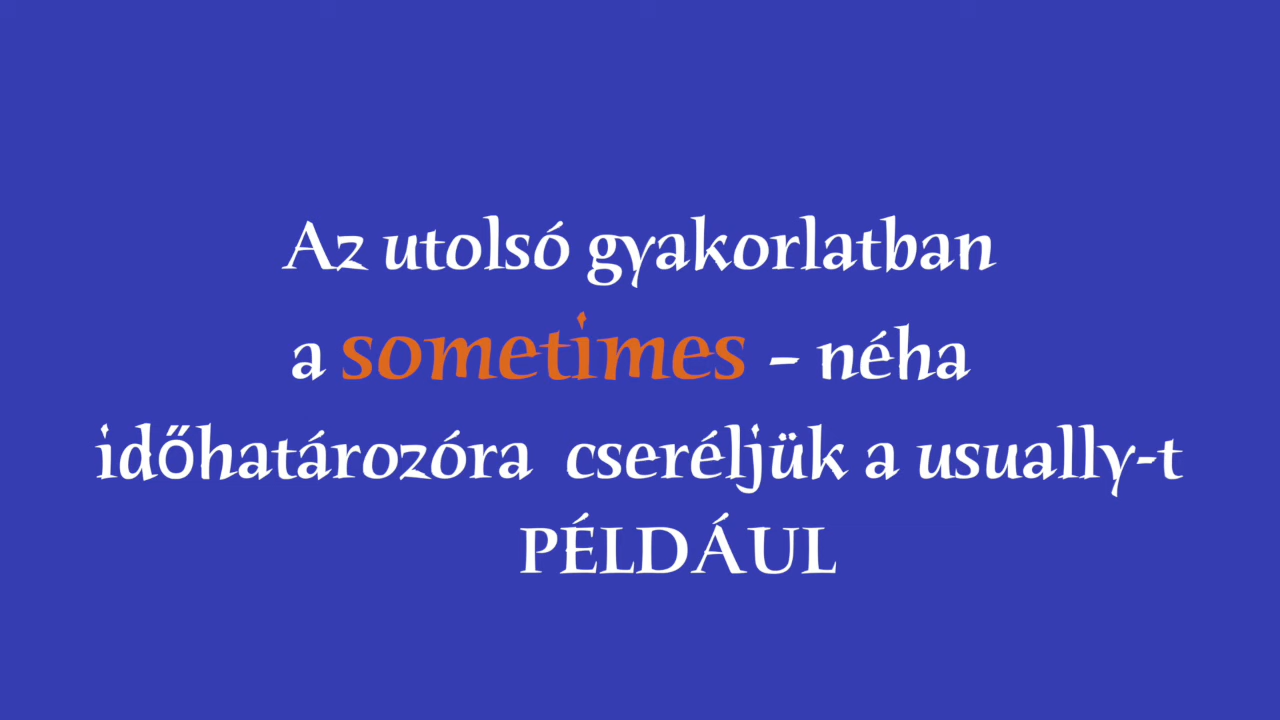 Az utolsó gyakorlatban
a sometimes – néha
időhatározóra cseréljük a usually-t
PÉLDÁUL